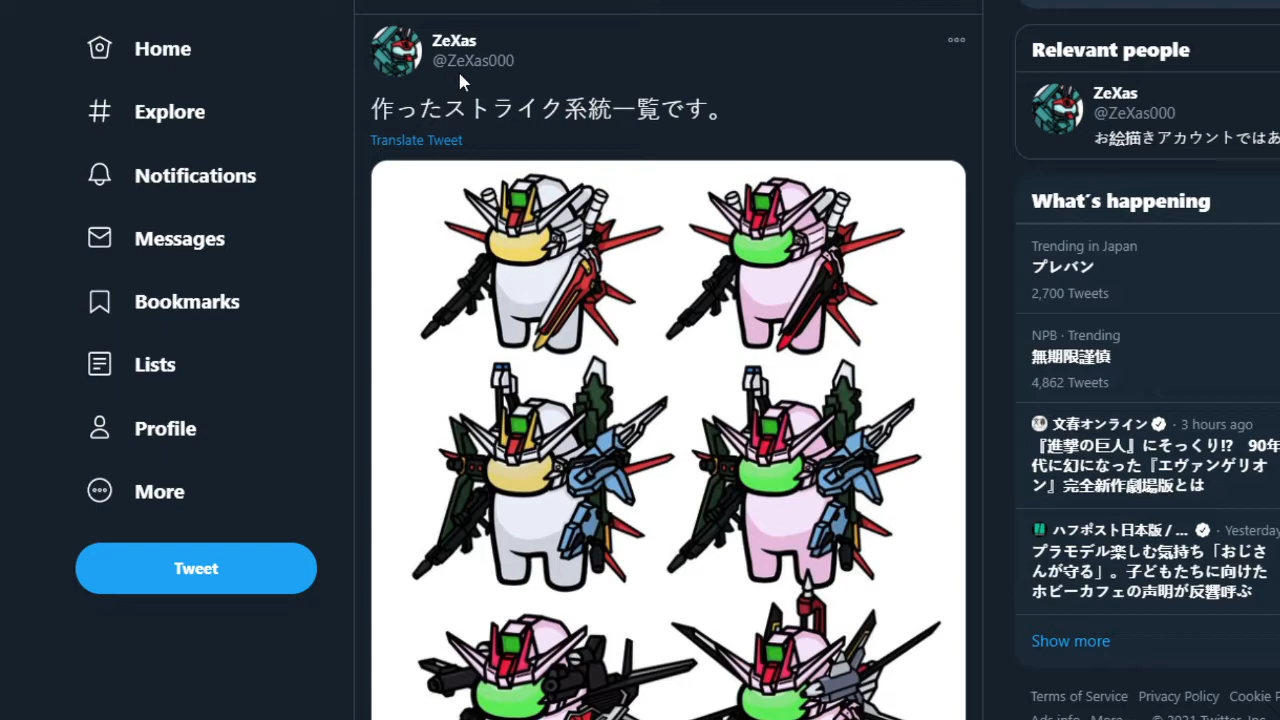 Home
Explore
Notifications
Messages
Bookmarks
Lists
Profile
More
Tweet
ZeXas
@ZeXas000
作ったストライク系統一覧です。
Translate Tweet
Relevant people
ZeXas
@ZeXas000
お絵描きアカウントではあ
What's happening
Trending in Japan
プレバン
2,700 Tweets
NPB · Trending
無期限謹慎
4,862 Tweets
文春オンライン · 3 hours ago
『進撃の巨人』にそっくり!? 90年
代に幻になった『エヴァンゲリオ
ン』完全新作劇場版とは
ハフポスト日本版 / ... · Yesterday
プラモデル楽しむ気持ち「おじさ
んが守る」。子どもたちに向けた
ホビーカフェの声明が反響呼ぶ
Show more
Terms of Service Privacy Policy Cookie P
Ads info More © 2021 Twitter, Inc.